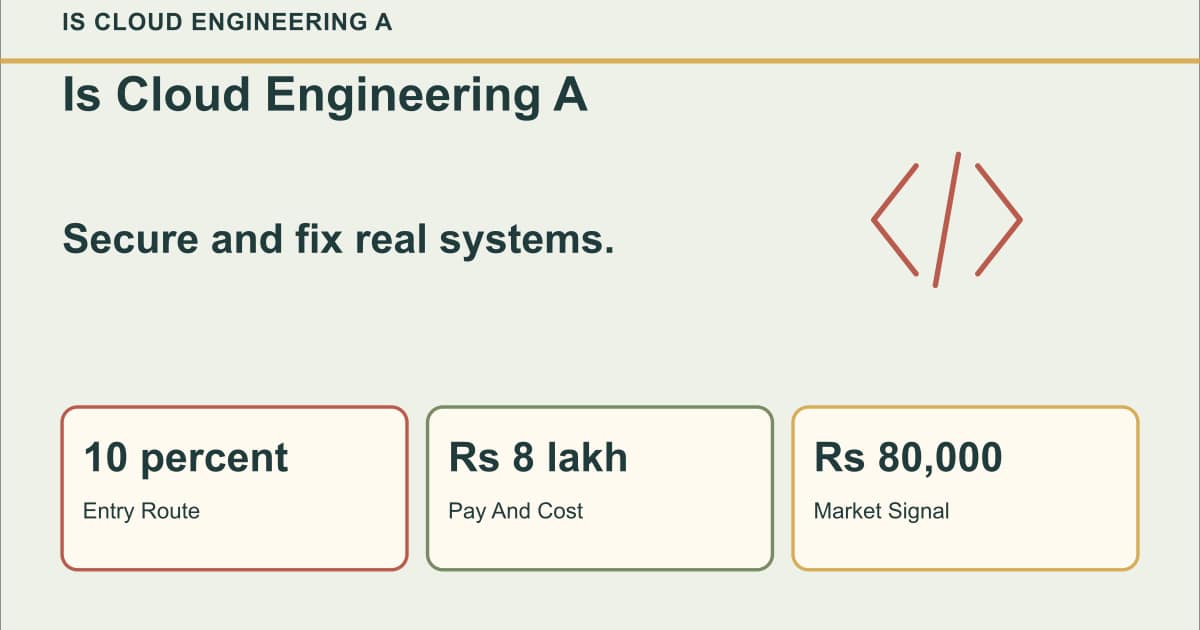 IS CLOUD ENGINEERING A
Is Cloud Engineering A
Secure and fix real systems.
10 percent
Entry Route
Rs 8 lakh
Pay And Cost
Rs 80,000
Market Signal